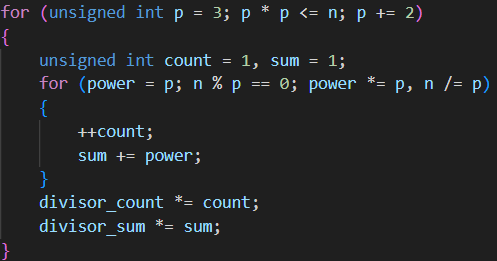 for (unsigned int p = 3; p * p <= n; p += 2)
{
    unsigned int count = 1, sum = 1;
    for (power = p; n % p == 0; power *= p, n /= p)
    {
        ++count;
        sum += power;
    }
    divisor_count *= count;
    divisor_sum *= sum;
}